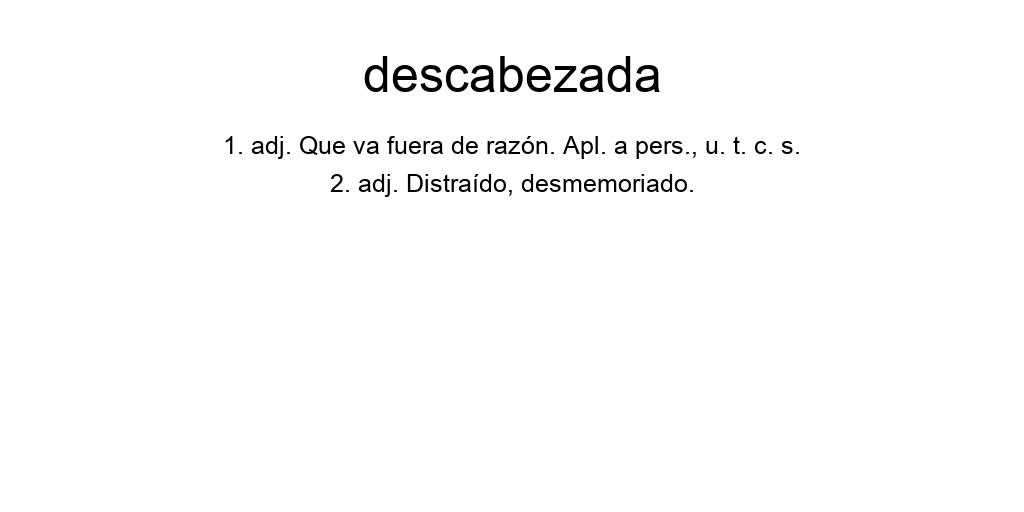 descabezada
1. adj. Que va fuera de razón. Apl. a pers., u. t. c. s.
2. adj. Distraído, desmemoriado.